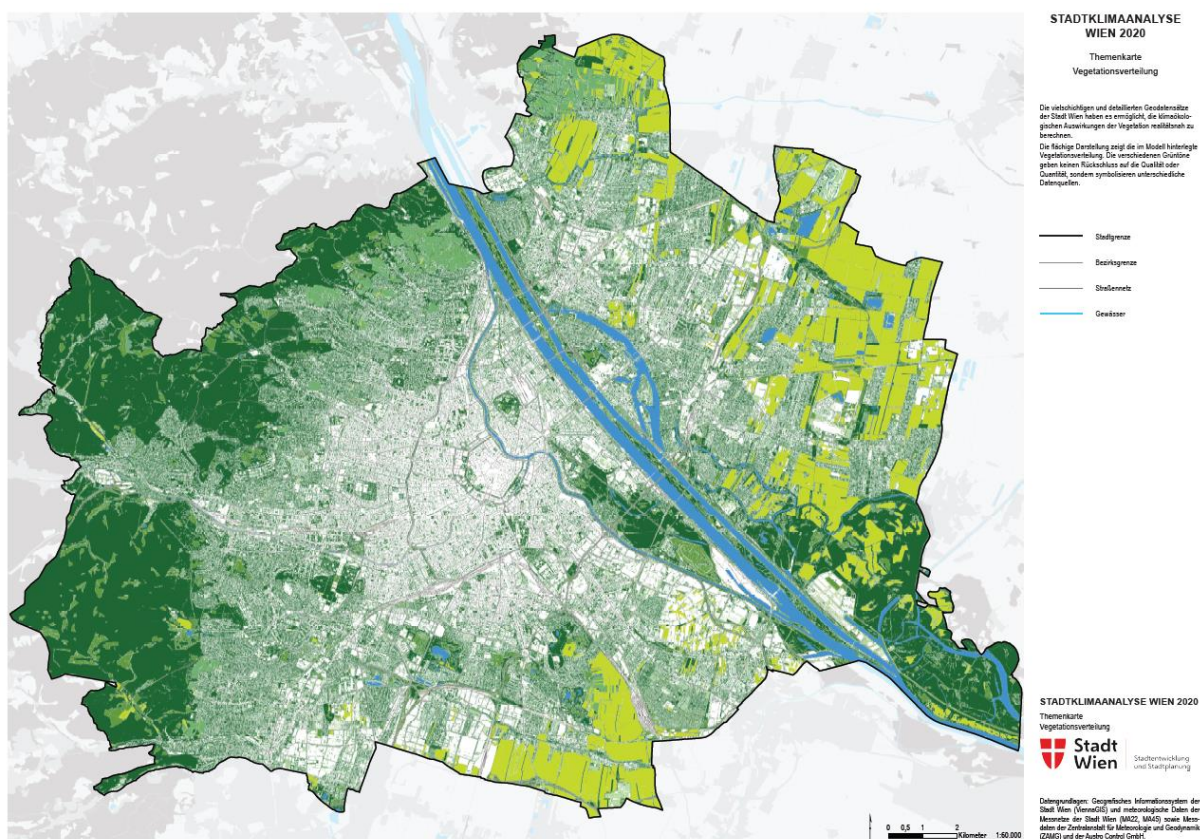 STADTKLIMAANALYSE
WIEN 2020
Themenkarte
Vegetationsverteilung
Die vielschichtigen und detaillierten Geodatensätze
der Stadt Wien haben es ermöglicht, die klimaökolo-
gischen Auswirkungen der Vegetation realitätsnah zu
berechnen.
Die flächige Darstellung zeigt die im Modell hinterlegte
Vegetationsverteilung. Die verschiedenen Grüntöne
geben keinen Rückschluss auf die Qualität oder
Quantität, sondern symbolisieren unterschiedliche
Datenquellen.
Stadtgrenze
Bezirksgrenze
Straßennetz
Gewässer
STADTKLIMAANALYSE WIEN 2020
Themenkarte
Vegetationsverteilung
Stadt
Wien
Stadtentwicklung
und Stadtplanung
Datengrundlagen: Geografisches Informationssystem der
Stadt Wien (ViennaGIS) und meteorologische Daten der
Messnetze der Stadt Wien (MA22, MA45) sowie Mess-
daten der Zentralanstalt für Meteorologie und Geodynamik
(ZAMG) und der Austro Control GmbH.
0 0,5 1 2
Kilometer 1:60.000